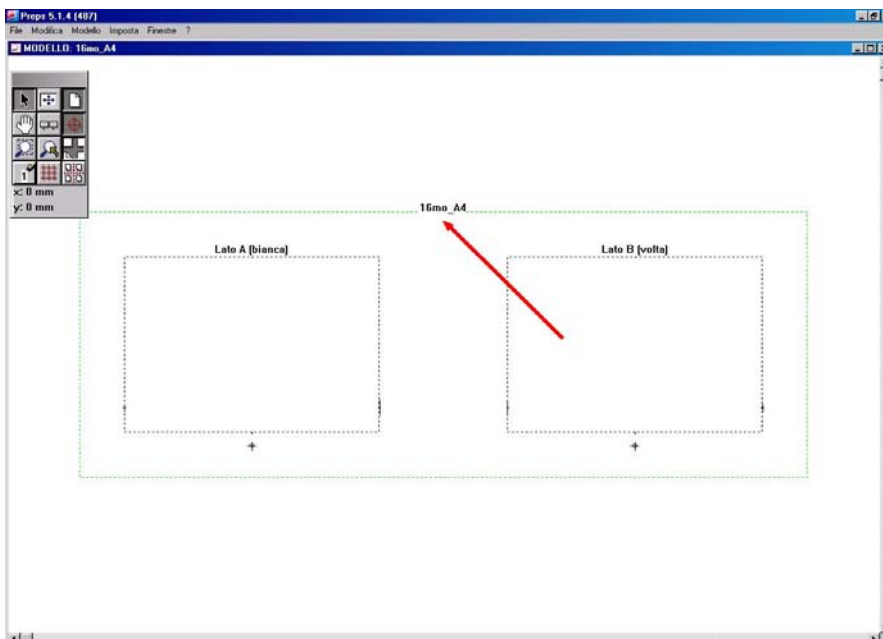 Preps 5.1.4 [487]
File Modifica Modello Imposta Finestre ?
MODELLO: 16mo_A4
1
x: 0 mm
y: 0 mm
16mo_A4
Lato A [bianca]
Lato B [volta]